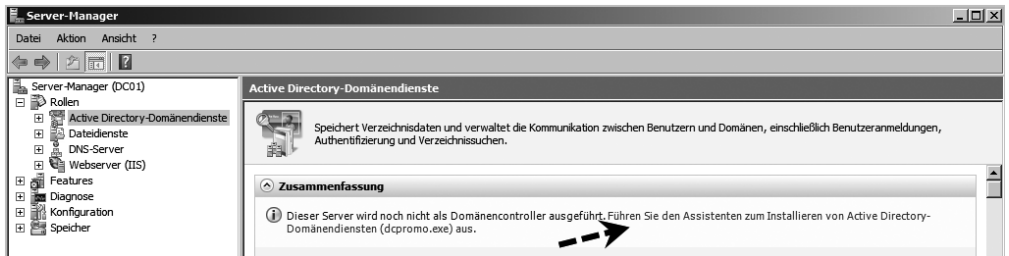 Server-Manager
Datei Aktion Ansicht ?
Server-Manager (DC01)
Rollen
Active Directory-Domänendienste
Dateidienste
DNS-Server
Webserver (IIS)
Features
Diagnose
Konfiguration
Speicher
Active Directory-Domänendienste
Speichert Verzeichnisdaten und verwaltet die Kommunikation zwischen Benutzern und Domänen, einschließlich Benutzeranmeldungen,
Authentifizierung und Verzeichnissuchen.
Zusammenfassung
Dieser Server wird noch nicht als Domänencontroller ausgeführt. Führen Sie den Assistenten zum Installieren von Active Directory-
Domänendiensten (dcpromo.exe) aus.